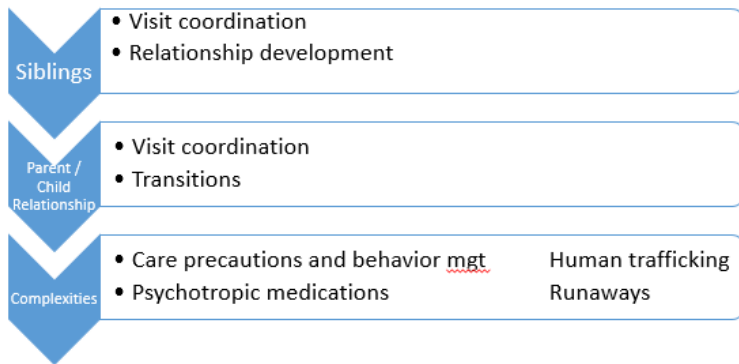 Siblings
• Visit coordination
• Relationship development
Parent /
Child
Relationship
• Visit coordination
• Transitions
Complexities
• Care precautions and behavior mgt Human trafficking
• Psychotropic medications Runaways